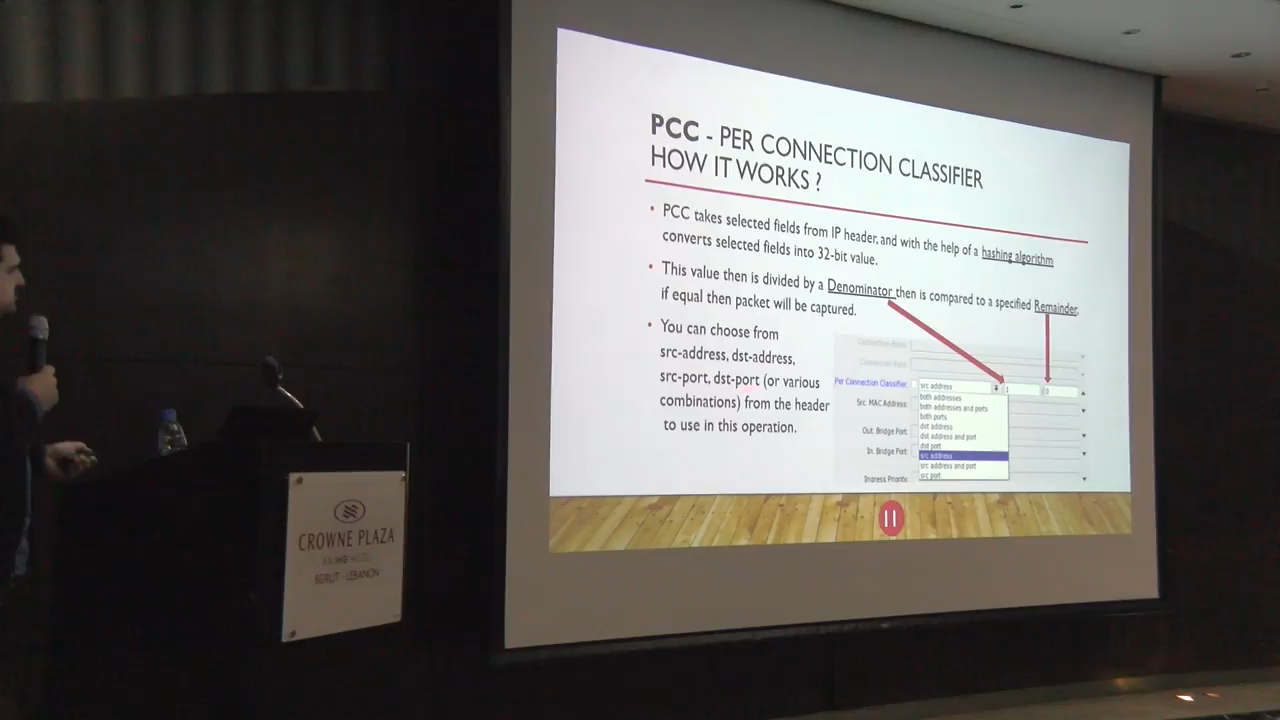 PCC - PER CONNECTION CLASSIFIER
HOW IT WORKS ?
• PCC takes selected fields from IP header, and with the help of a hashing algorithm
converts selected fields into 32-bit value.
• This value then is divided by a Denominator then is compared to a specified Remainder,
if equal then packet will be captured.
• You can choose from
src-address, dst-address,
src-port, dst-port (or various
combinations) from the header
to use in this operation.
Connection Rate:
Per Connection Classifier:
src address
both addresses
both addresses and ports
both ports
dst address
dst address and port
dst port
src address
src address and port
src port
Src. MAC Address:
Out. Bridge Port:
In. Bridge Port:
Ingress Priority:
11
CROWNE PLAZA
AN IHG HOTEL
BEIRUT - LEBANON